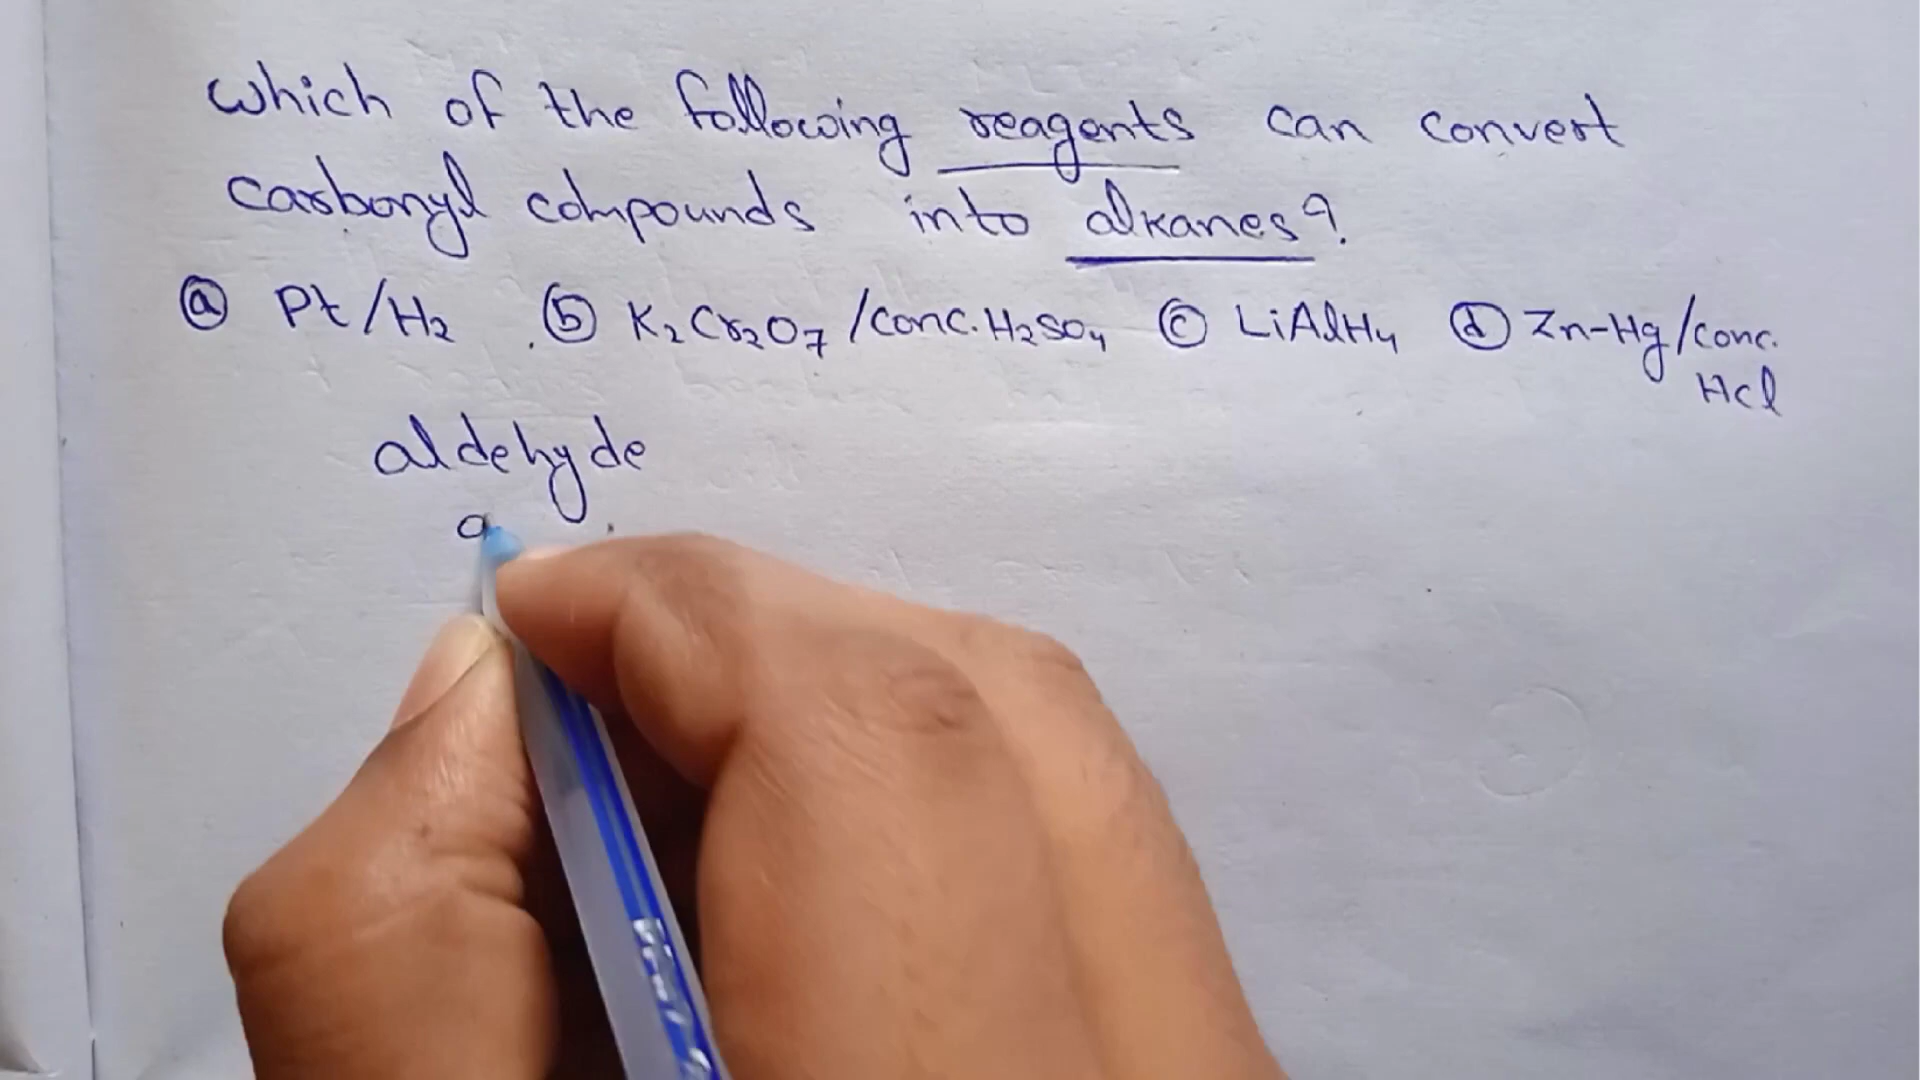 which of the following reagents can convert
carbonyl compounds into alkanes?
ⓐ Pt/H₂ . ⓑ K₂Cr₂O₇/conc.H₂SO₄ ⓒ LiAlH₄ ⓓ Zn-Hg/conc.
HCl
aldehyde
a